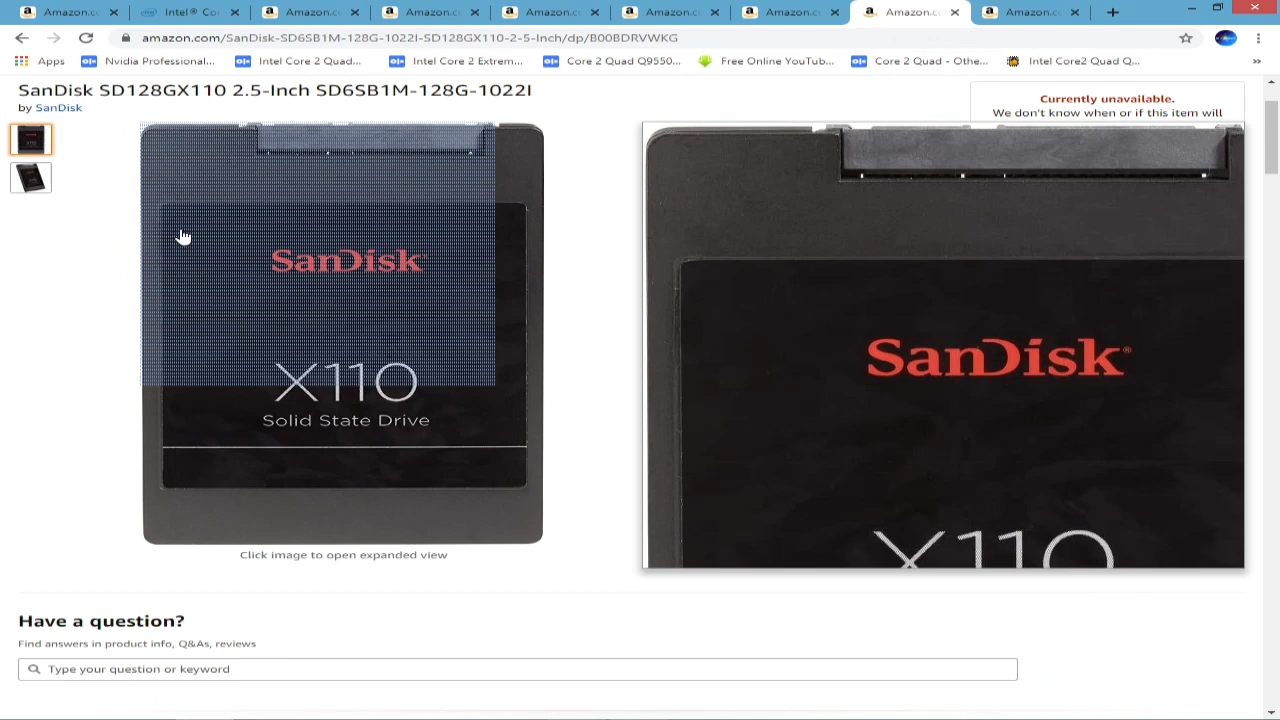 Amazon.c
Intel® Co
Amazon.c
Amazon.c
Amazon.c
Amazon.c
Amazon.c
Amazon.c
Amazon.c
amazon.com/SanDisk-SD6SB1M-128G-1022I-SD128GX110-2-5-Inch/dp/B00BDRVWKG
Apps
Nvidia Professional...
Intel Core 2 Quad...
Intel Core 2 Extrem...
Core 2 Quad Q9550...
Free Online YouTub...
Core 2 Quad - Othe...
Intel Core2 Quad Q...
SanDisk SD128GX110 2.5-Inch SD6SB1M-128G-1022I
by SanDisk
Currently unavailable.
We don't know when or if this item will
SanDisk
X110
Solid State Drive
SanDisk®
X110
Click image to open expanded view
Have a question?
Find answers in product info, Q&As, reviews
Type your question or keyword